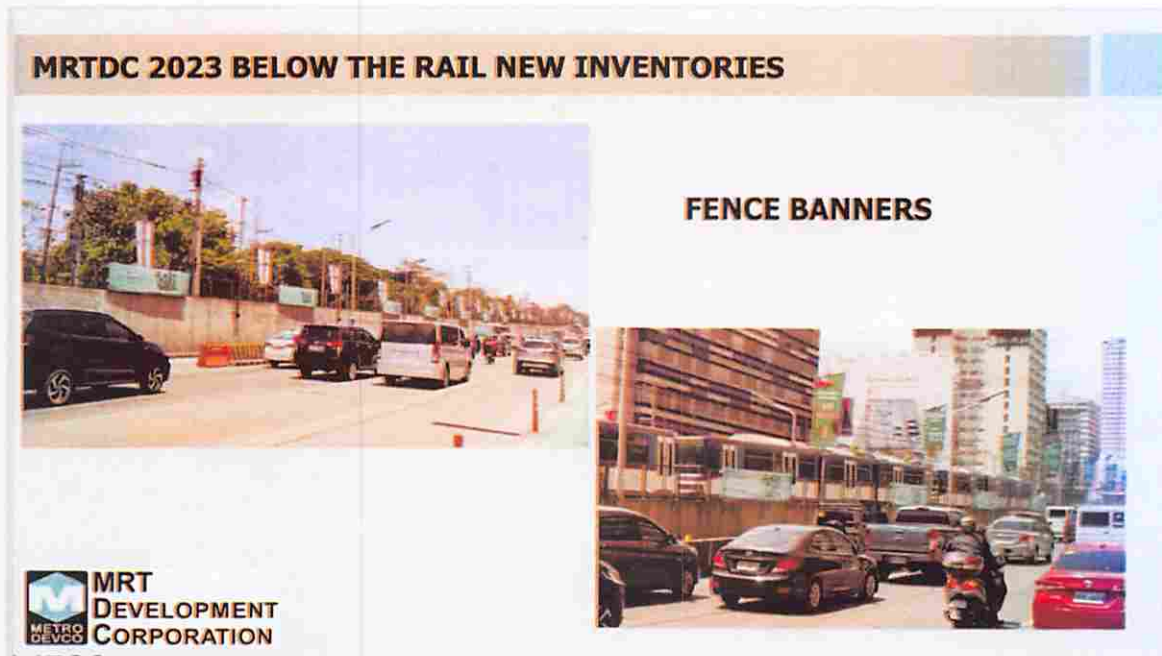 MRTDC 2023 BELOW THE RAIL NEW INVENTORIES
FENCE BANNERS
METRO
DEVCO
MRT
DEVELOPMENT
CORPORATION